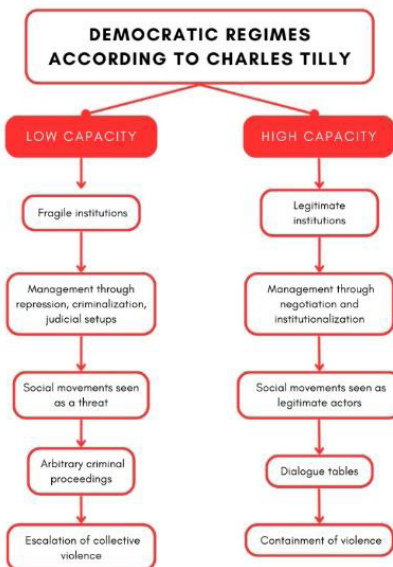 DEMOCRATIC REGIMES
ACCORDING TO CHARLES TILLY
LOW CAPACITY
Fragile institutions
Management through
repression, criminalization,
judicial setups
Social movements seen
as a threat
Arbitrary criminal
proceedings
Escalation of collective
violence
HIGH CAPACITY
Legitimate
institutions
Management through
negotiation and
institutionalization
Social movements seen as
legitimate actors
Dialogue tables
Containment of violence